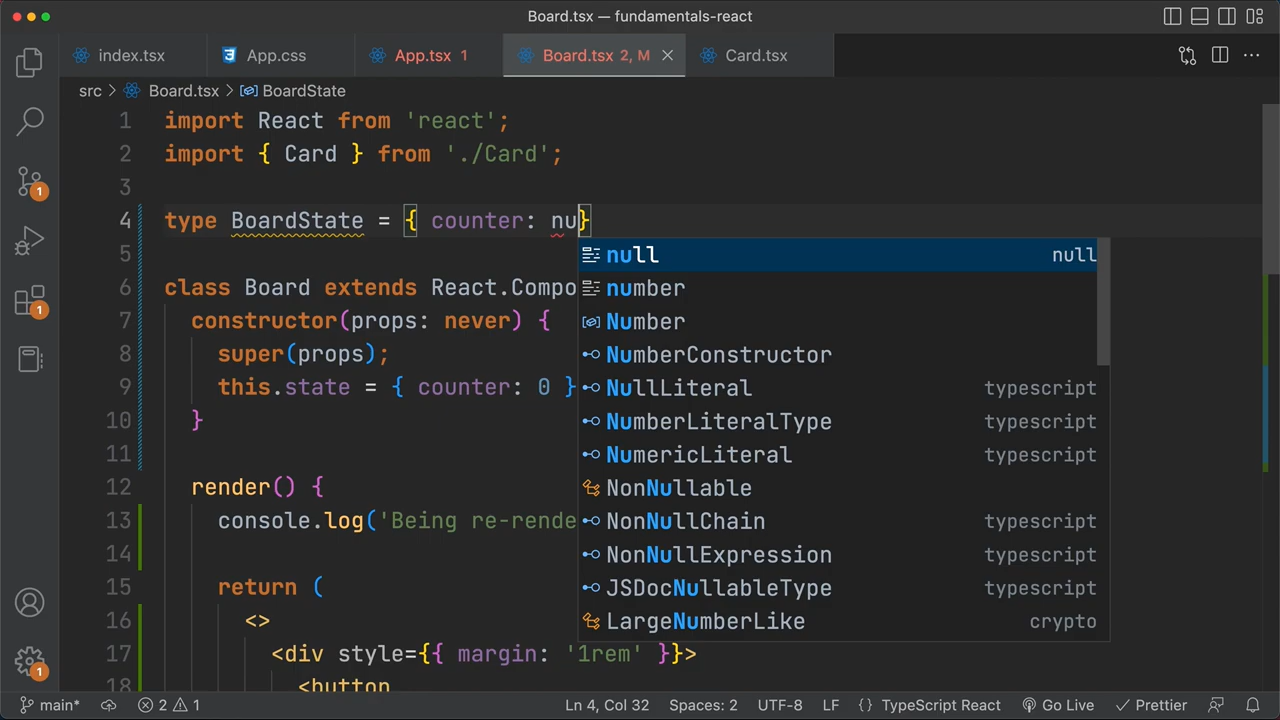 Board.tsx — fundamentals-react
index.tsx
App.css
App.tsx 1
Board.tsx 2, M
Card.tsx
src > Board.tsx > BoardState
1 import React from 'react';
2 import { Card } from './Card';
3
4 type BoardState = { counter: nu}
5
6 class Board extends React.Compo
7 constructor(props: never) {
8 super(props);
9 this.state = { counter: 0 }
10 }
11
12 render() {
13 console.log('Being re-rende
14
15 return (
16 <>
17 <div style={{ margin: '1rem' }}>
18 <button
null null
number
Number
NumberConstructor
NullLiteral typescript
NumberLiteralType typescript
NumericLiteral typescript
NonNullable
NonNullChain typescript
NonNullExpression typescript
JSDocNullableType typescript
LargeNumberLike crypto
1
1
1
main* 2 1 Ln 4, Col 32 Spaces: 2 UTF-8 LF {} TypeScript React Go Live Prettier